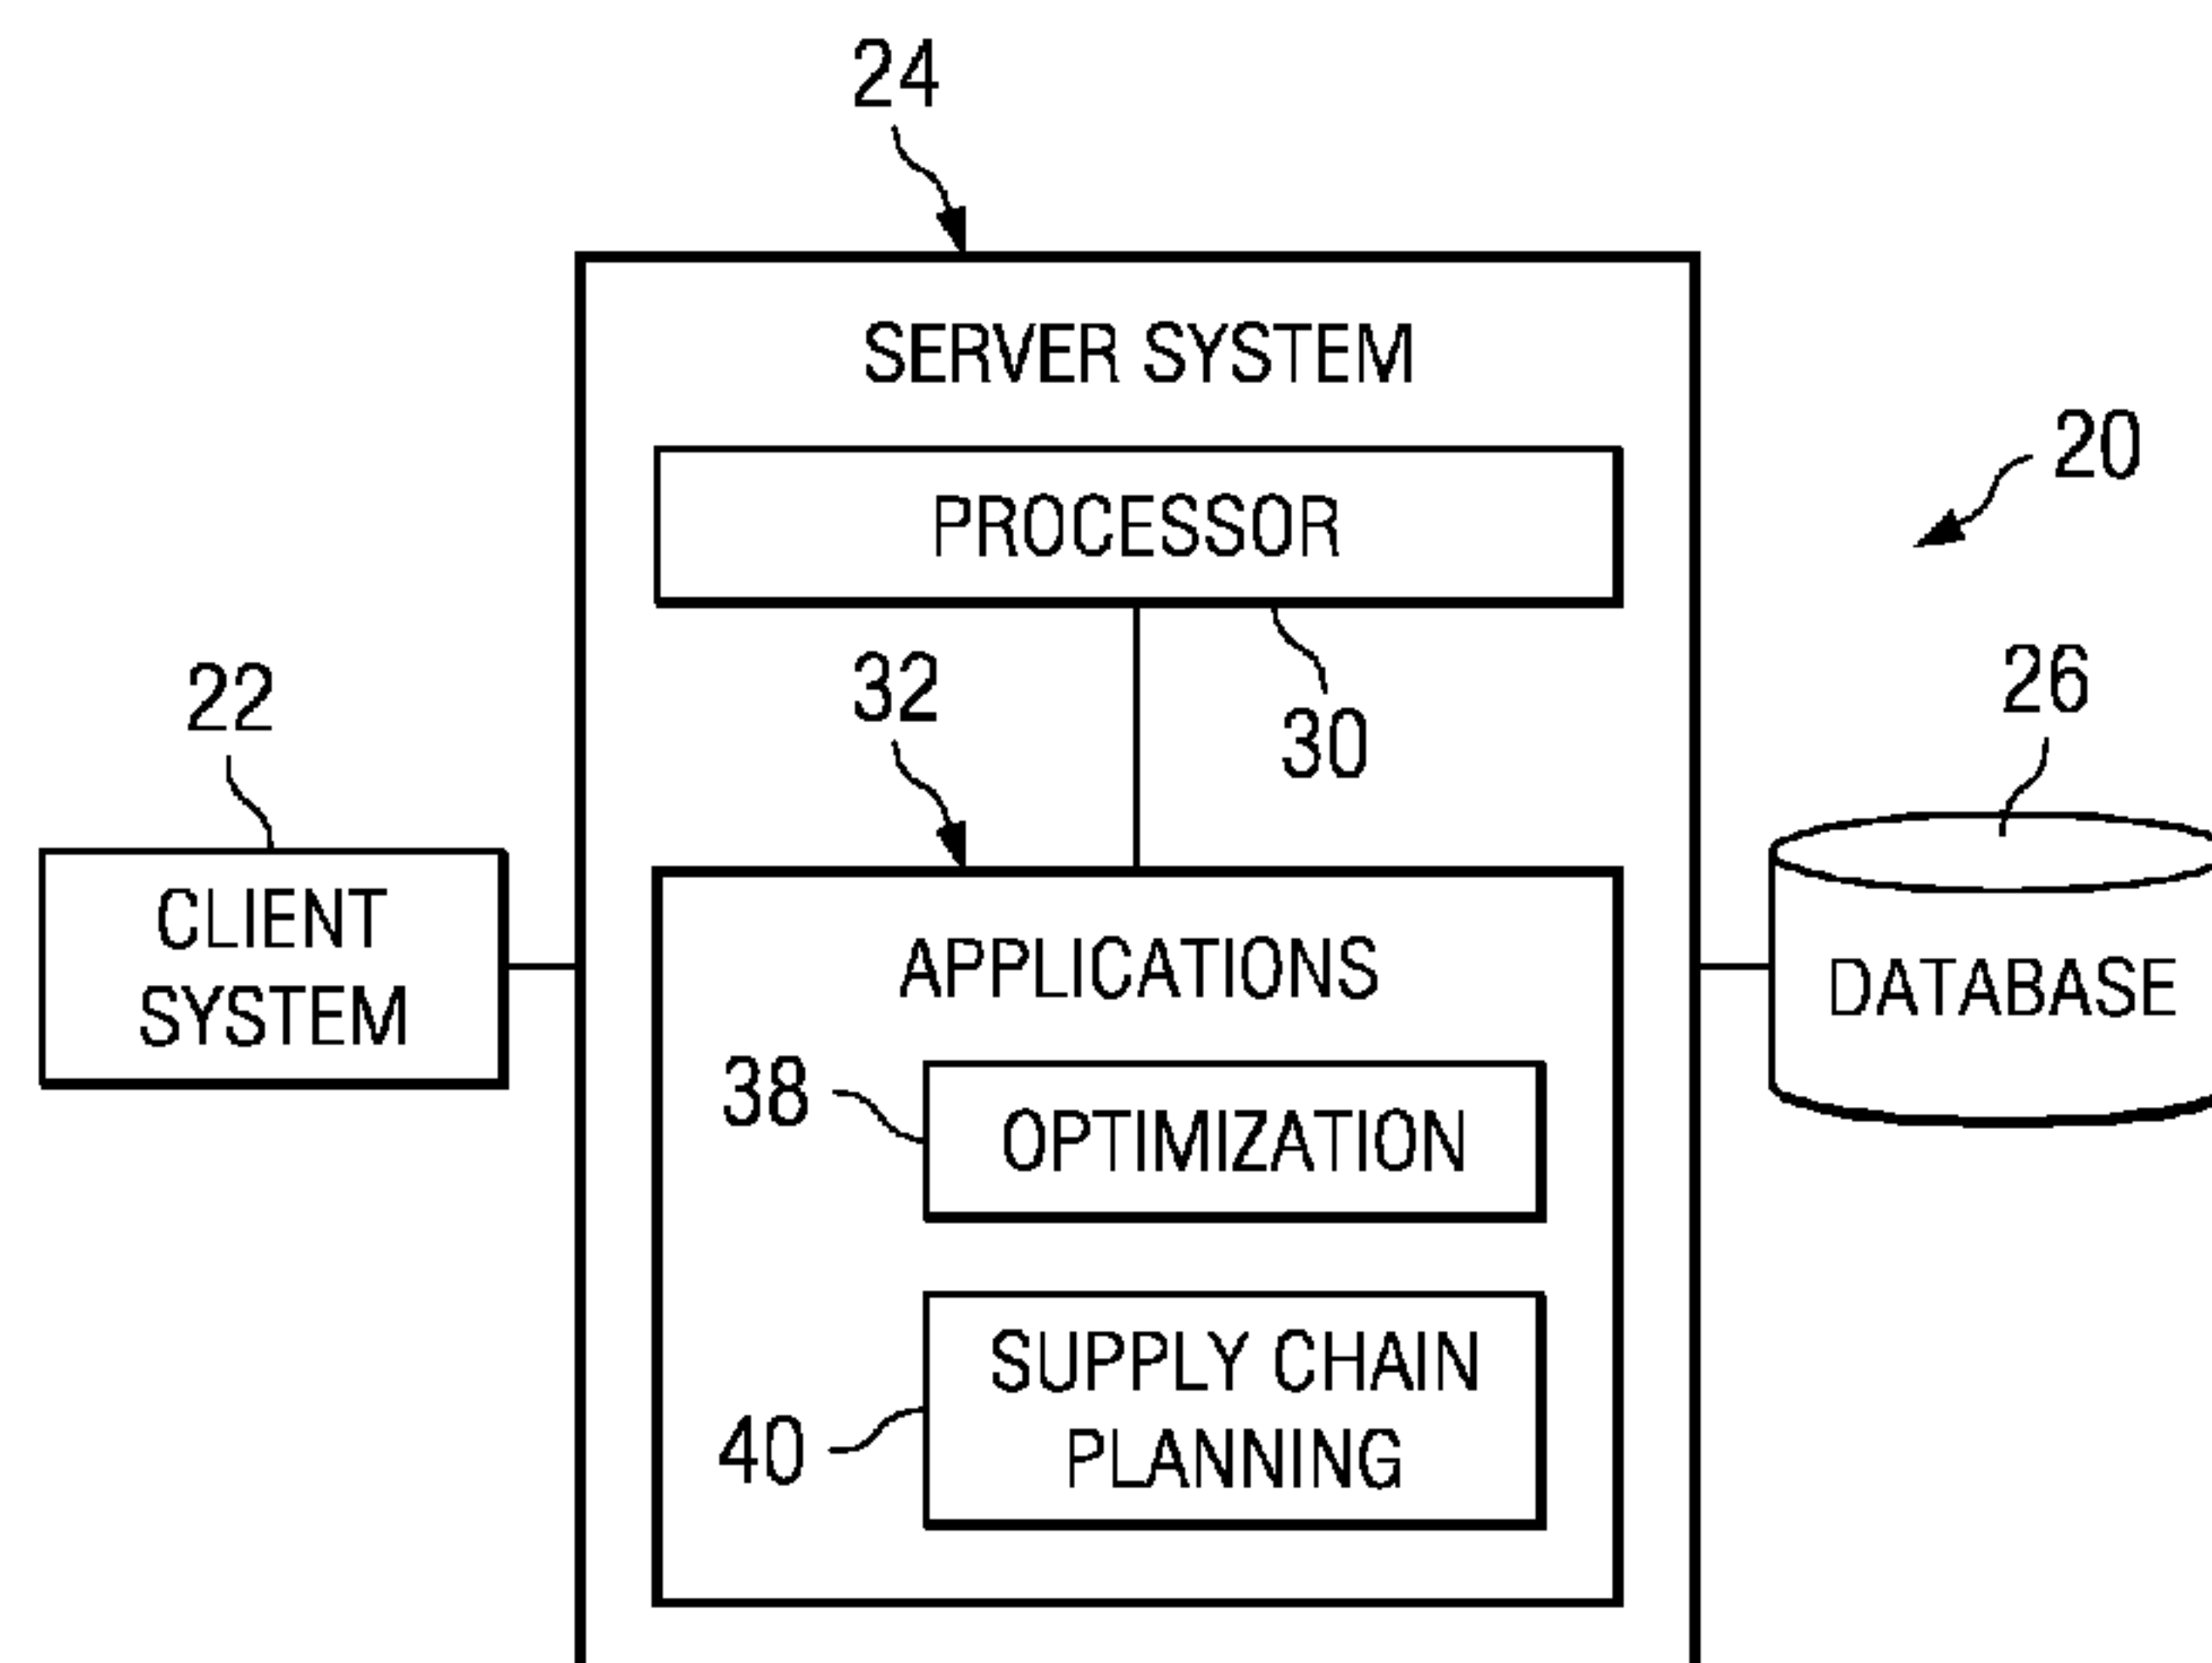 24
SERVER SYSTEM
20
PROCESSOR
32
30
22
26
CLIENT
SYSTEM
APPLICATIONS
DATABASE
38
OPTIMIZATION
SUPPLY CHAIN
PLANNING
40